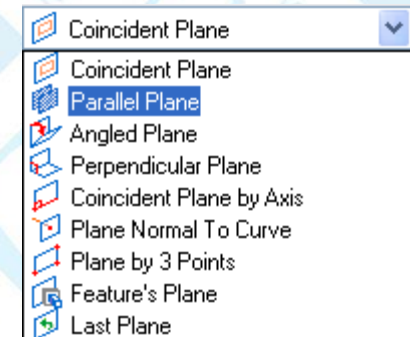 Coincident Plane
Coincident Plane
Parallel Plane
Angled Plane
Perpendicular Plane
Coincident Plane by Axis
Plane Normal To Curve
Plane by 3 Points
Feature's Plane
Last Plane